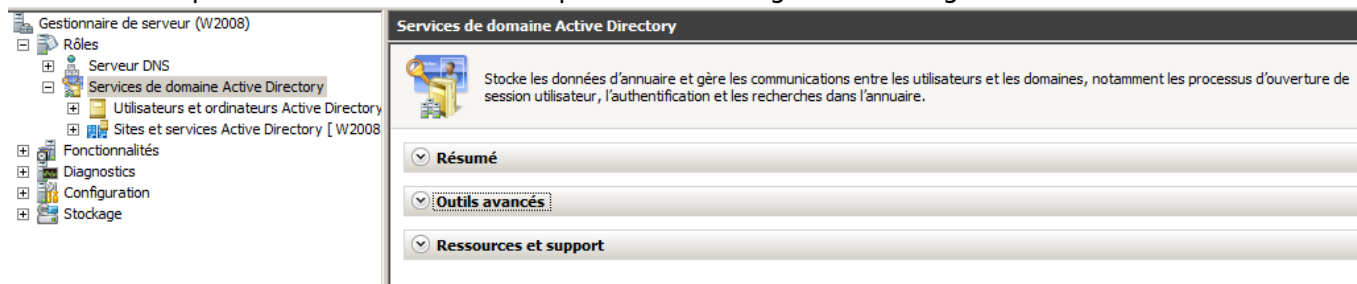 Gestionnaire de serveur (W2008)
Rôles
Serveur DNS
Services de domaine Active Directory
Utilisateurs et ordinateurs Active Directory
Sites et services Active Directory [ W2008
Fonctionnalités
Diagnostics
Configuration
Stockage
Services de domaine Active Directory
Stocke les données d'annuaire et gère les communications entre les utilisateurs et les domaines, notamment les processus d'ouverture de
session utilisateur, l'authentification et les recherches dans l'annuaire.
Résumé
Outils avancés
Ressources et support